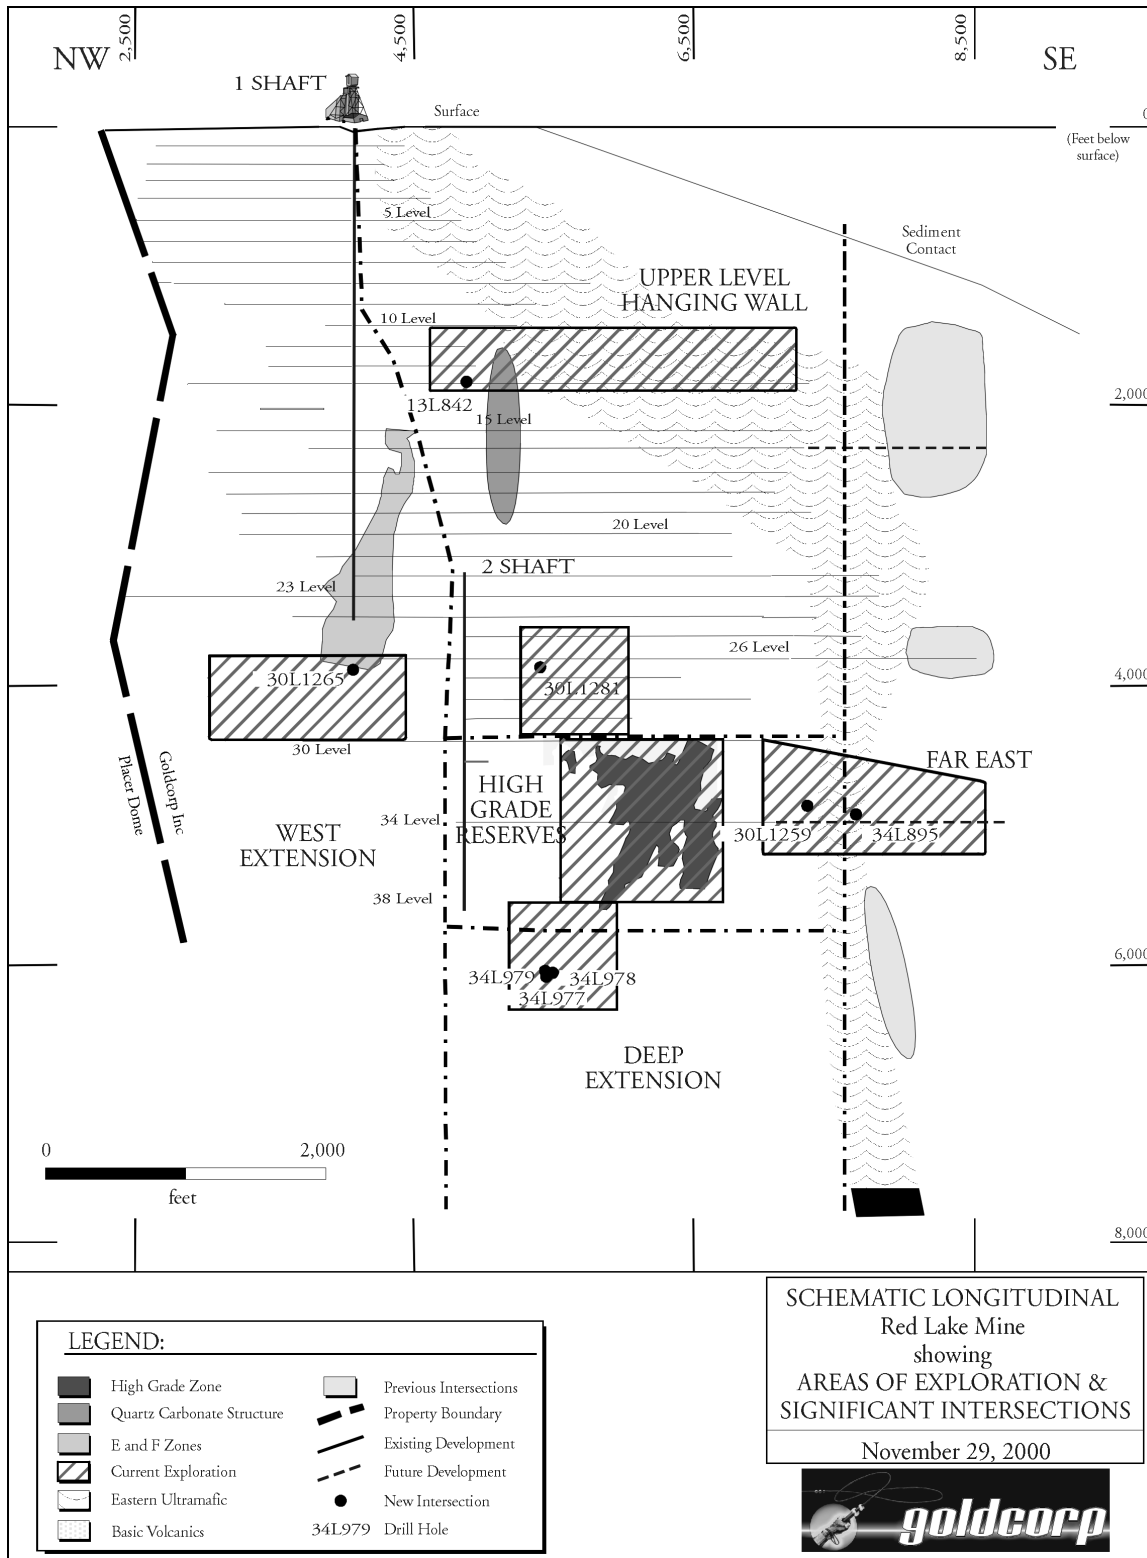 2,500
4,500
6,500
8,500
NW
SE
1 SHAFT
Surface
0
(Feet below
surface)
5 Level
Sediment
Contact
UPPER LEVEL
HANGING WALL
10 Level
2,000
13L842
15 Level
20 Level
2 SHAFT
23 Level
26 Level
30L1265
30L1281
4,000
30 Level
FAR EAST
Goldcorp Inc
Placer Dome
HIGH
GRADE
RESERVES
34 Level
WEST
EXTENSION
30L1259
34L895
38 Level
6,000
34L979
34L978
34L977
DEEP
EXTENSION
0
2,000
feet
8,000
LEGEND:
High Grade Zone
Quartz Carbonate Structure
E and F Zones
Current Exploration
Eastern Ultramafic
Basic Volcanics
Previous Intersections
Property Boundary
Existing Development
Future Development
New Intersection
34L979 Drill Hole
SCHEMATIC LONGITUDINAL
Red Lake Mine
showing
AREAS OF EXPLORATION &
SIGNIFICANT INTERSECTIONS
November 29, 2000
goldcorp